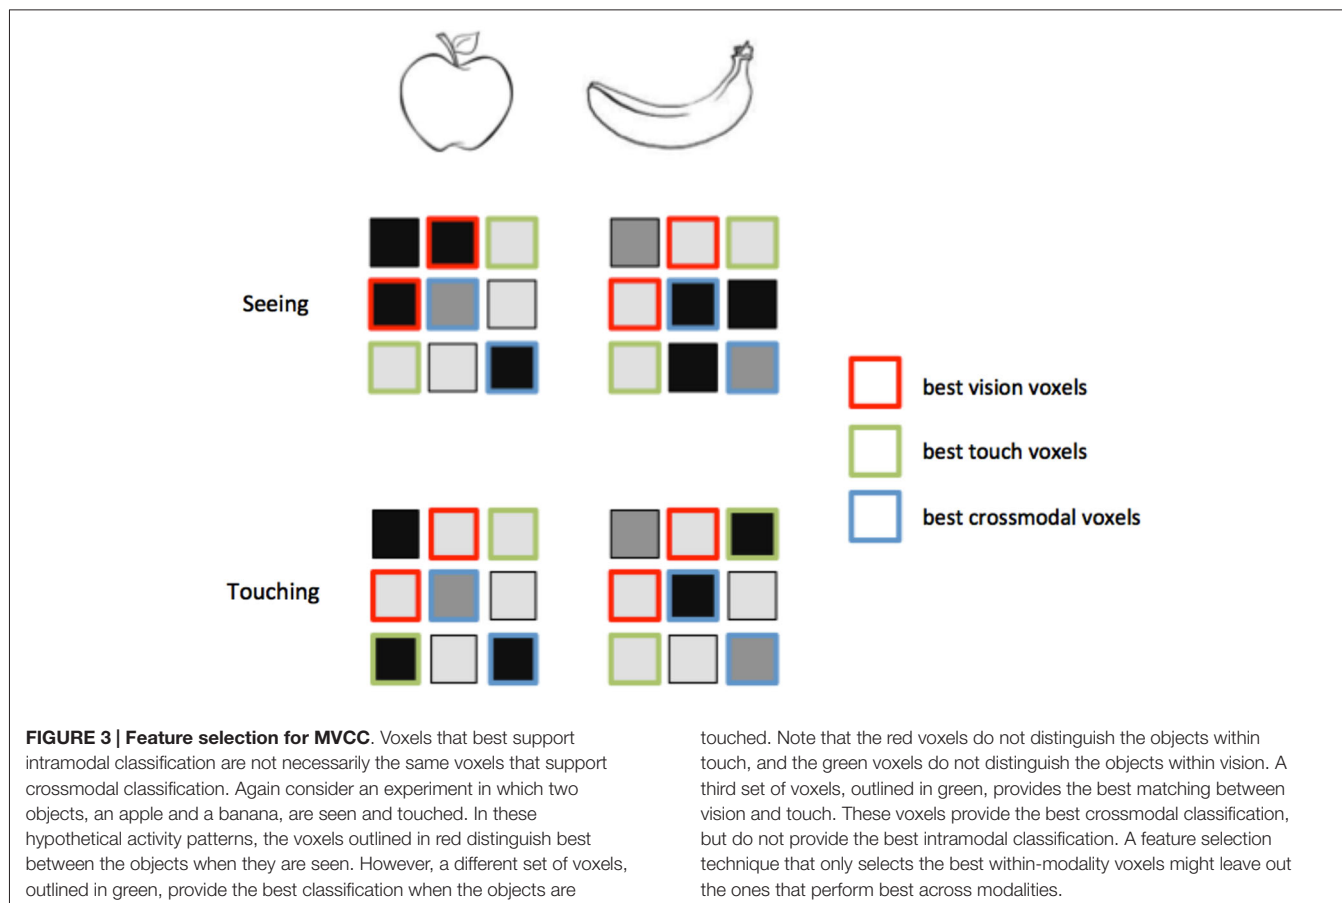 Seeing
best vision voxels
best touch voxels
best crossmodal voxels
Touching
FIGURE 3 | Feature selection for MVCC. Voxels that best support
intramodal classification are not necessarily the same voxels that support
crossmodal classification. Again consider an experiment in which two
objects, an apple and a banana, are seen and touched. In these
hypothetical activity patterns, the voxels outlined in red distinguish best
between the objects when they are seen. However, a different set of voxels,
outlined in green, provide the best classification when the objects are
touched. Note that the red voxels do not distinguish the objects within
touch, and the green voxels do not distinguish the objects within vision. A
third set of voxels, outlined in green, provides the best matching between
vision and touch. These voxels provide the best crossmodal classification,
but do not provide the best intramodal classification. A feature selection
technique that only selects the best within-modality voxels might leave out
the ones that perform best across modalities.